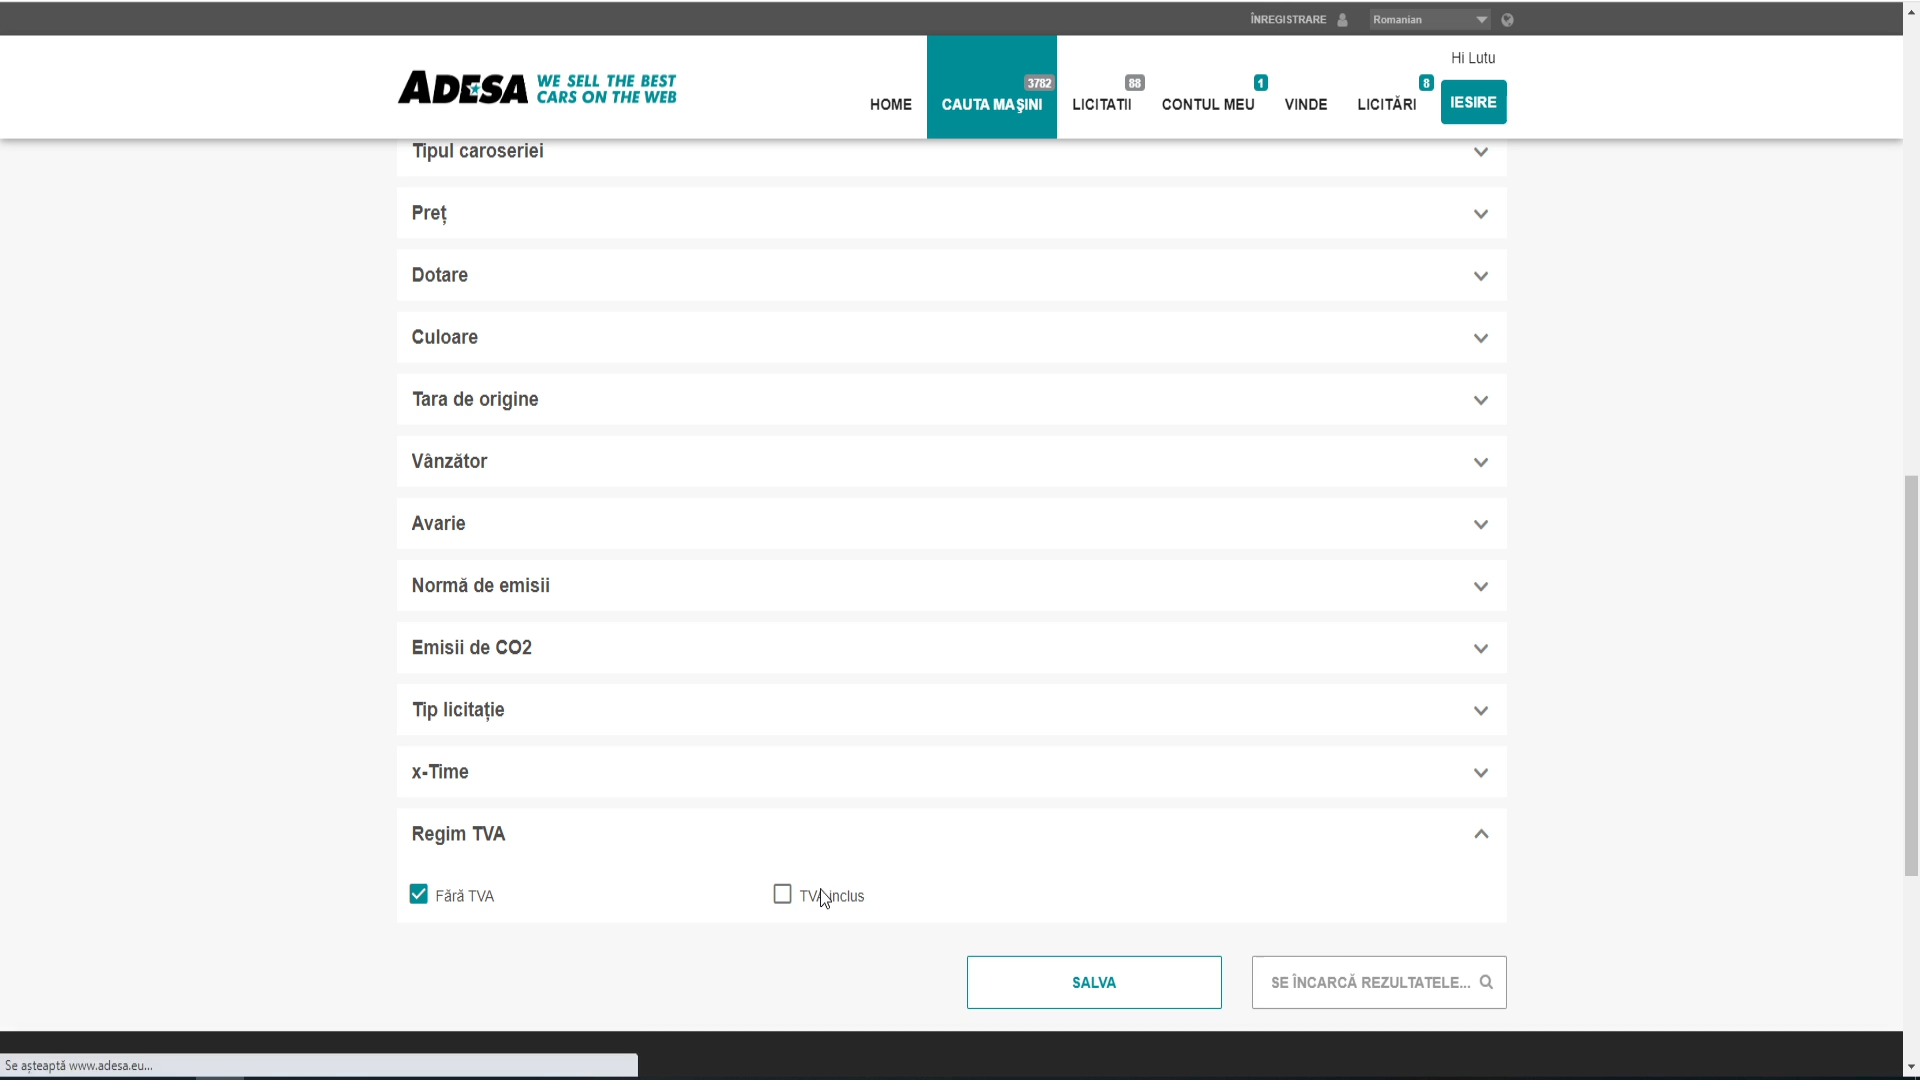 ÎNREGISTRARE Romanian
Hi Lutu
ADESA WE SELL THE BEST
CARS ON THE WEB
3782 88 1 8
HOME CAUTA MAŞINI LICITATII CONTUL MEU VINDE LICITĂRI IESIRE
Tipul caroseriei
Preț
Dotare
Culoare
Tara de origine
Vânzător
Avarie
Normă de emisii
Emisii de CO2
Tip licitație
x-Time
Regim TVA
Fără TVA TVA inclus
SALVA SE ÎNCARCĂ REZULTATELE...
Se așteaptă www.adesa.eu...